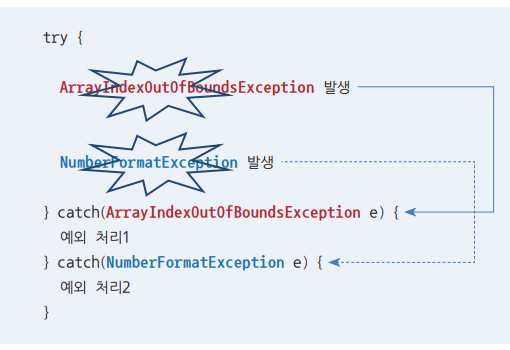 try {
ArrayIndexOutOfBoundsException 발생
NumberFormatException 발생
} catch(ArrayIndexOutOfBoundsException e) {
예외 처리1
} catch(NumberFormatException e) {
예외 처리2
}